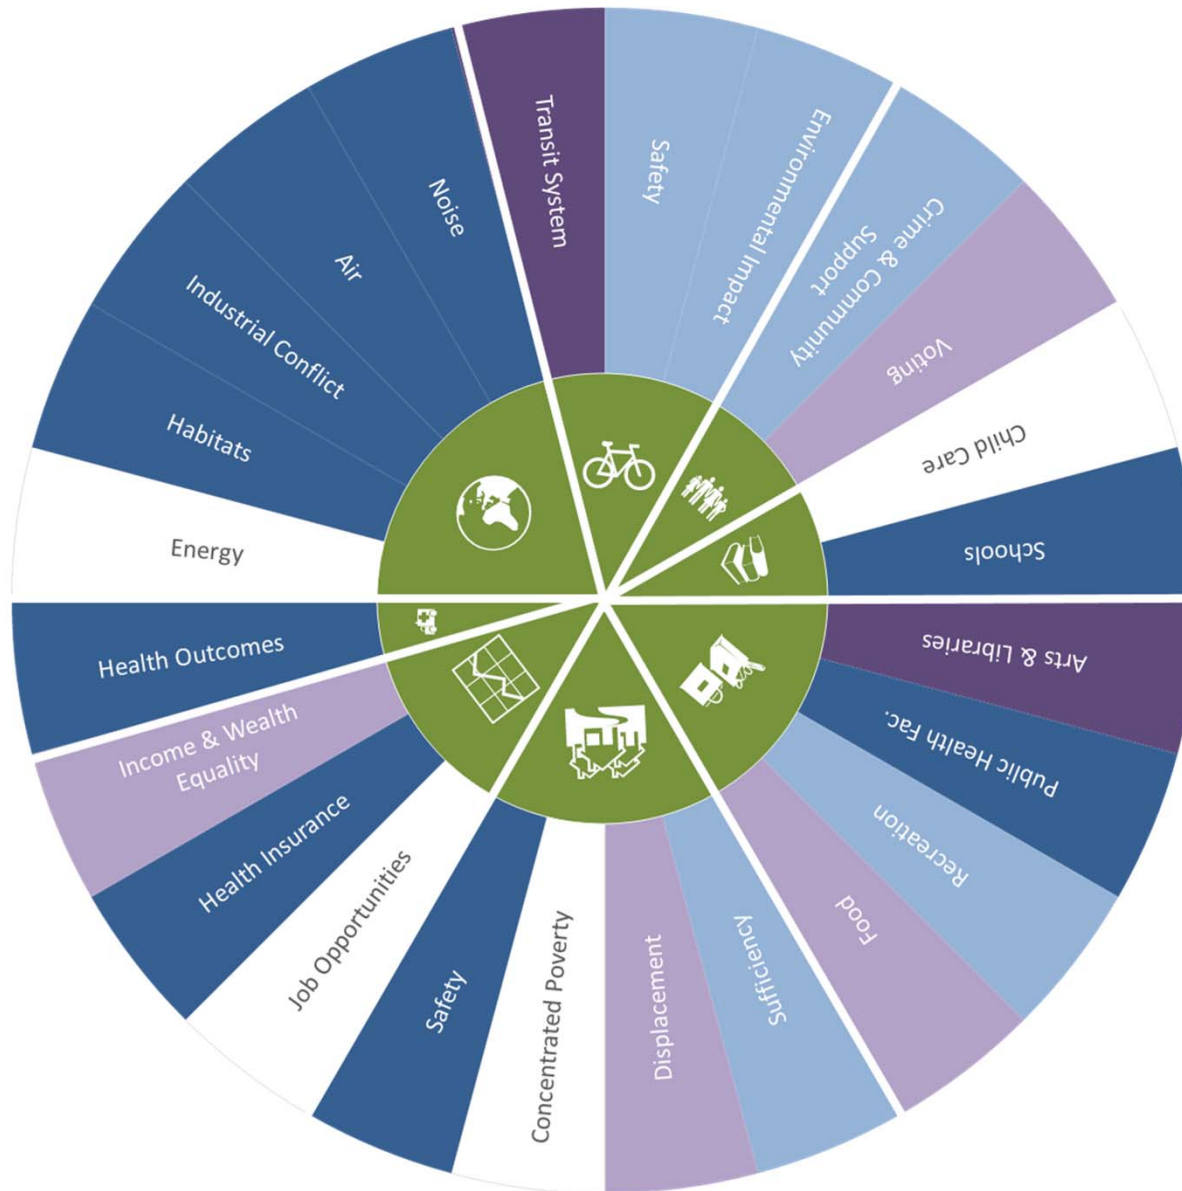 Transit System
Safety
Environmental Impact
Crime & Community
Support
Voting
Child Care
Schools
Arts & Libraries
Public Health Fac.
Recreation
Food
Sufficiency
Displacement
Concentrated Poverty
Safety
Job Opportunities
Health Insurance
Income & Wealth
Equality
Health Outcomes
Energy
Habitats
Industrial Conflict
Air
Noise